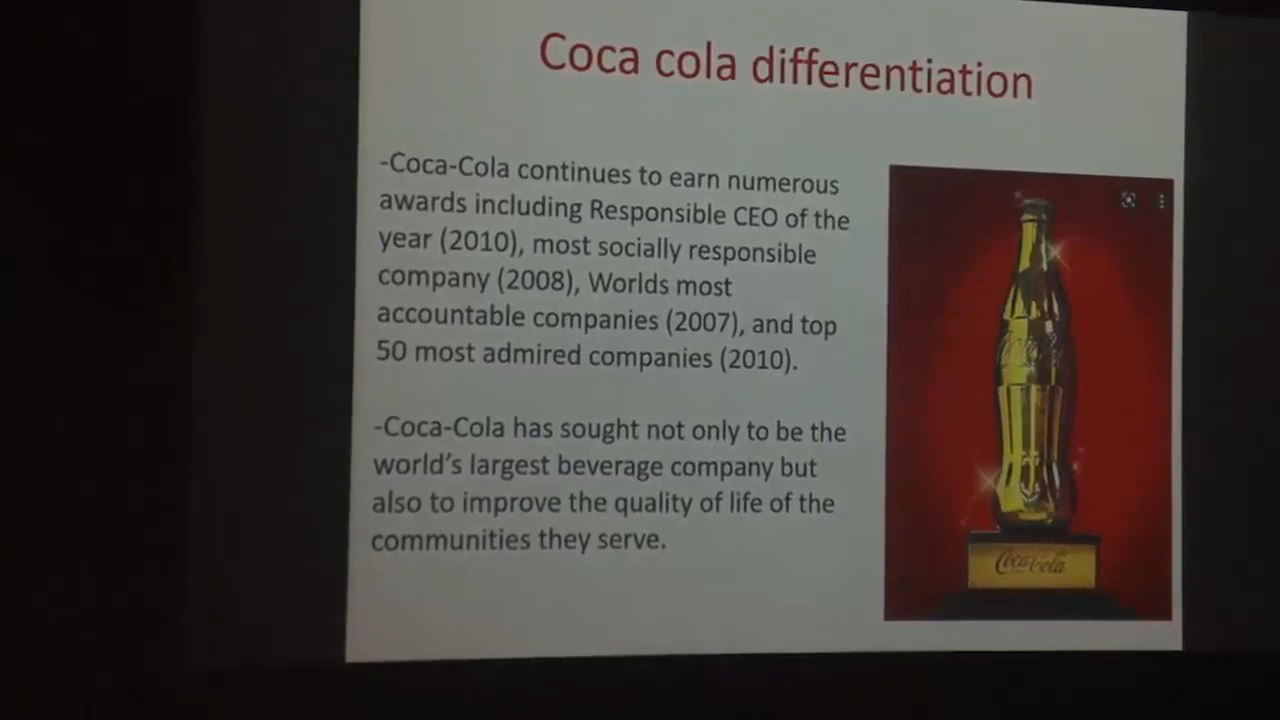 Coca cola differentiation
-Coca-Cola continues to earn numerous
awards including Responsible CEO of the
year (2010), most socially responsible
company (2008), Worlds most
accountable companies (2007), and top
50 most admired companies (2010).
-Coca-Cola has sought not only to be the
world's largest beverage company but
also to improve the quality of life of the
communities they serve.
Coca-Cola
Coca-Cola